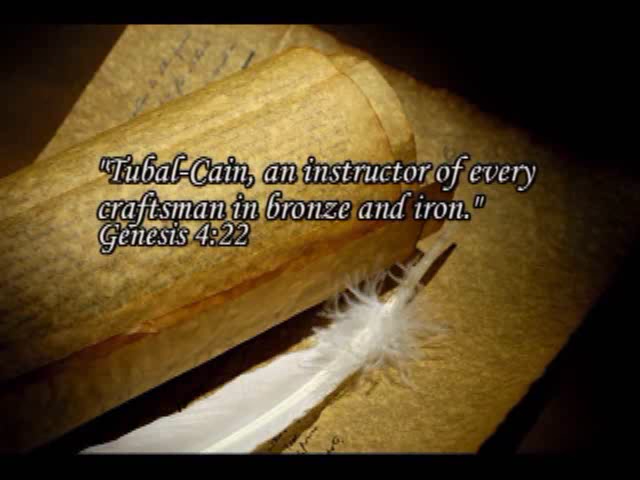 "Tubal-Cain, an instructor of every
craftsman in bronze and iron."
Genesis 4:22